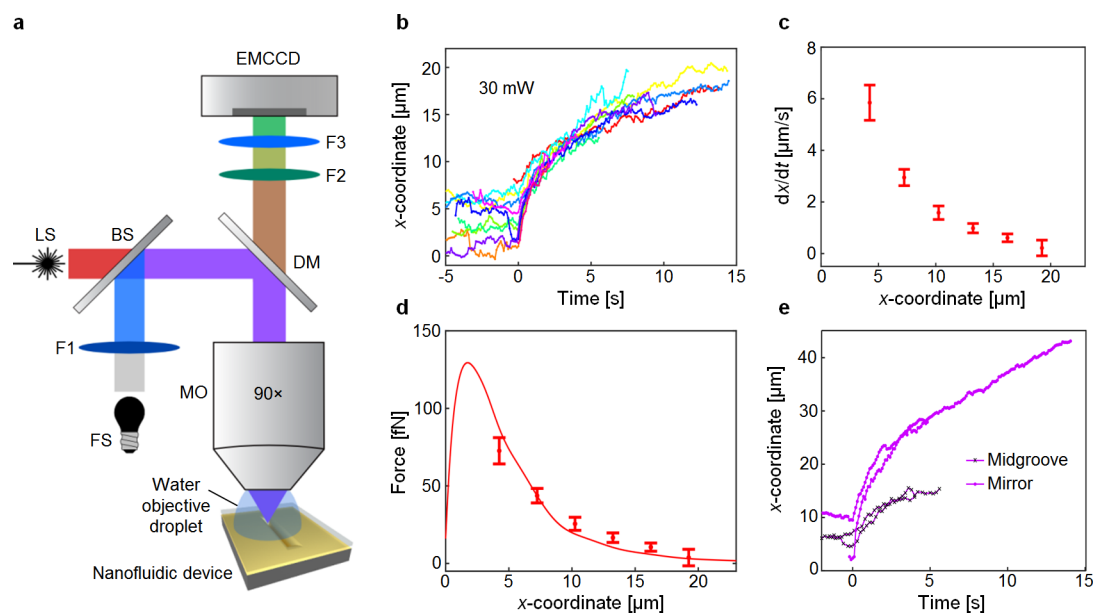 a
EMCCD
F3
F2
LS
BS
DM
F1
MO
90×
FS
Water
objective
droplet
Nanofluidic device
b
x-coordinate [µm]
20
15
10
5
0
30 mW
-5
0
5
10
15
Time [s]
c
dx/dt [µm/s]
8
6
4
2
0
0
5
10
15
20
x-coordinate [µm]
d
Force [fN]
150
100
50
0
0
5
10
15
20
x-coordinate [µm]
e
x-coordinate [µm]
40
30
20
10
0
Midgroove
Mirror
0
5
10
15
Time [s]